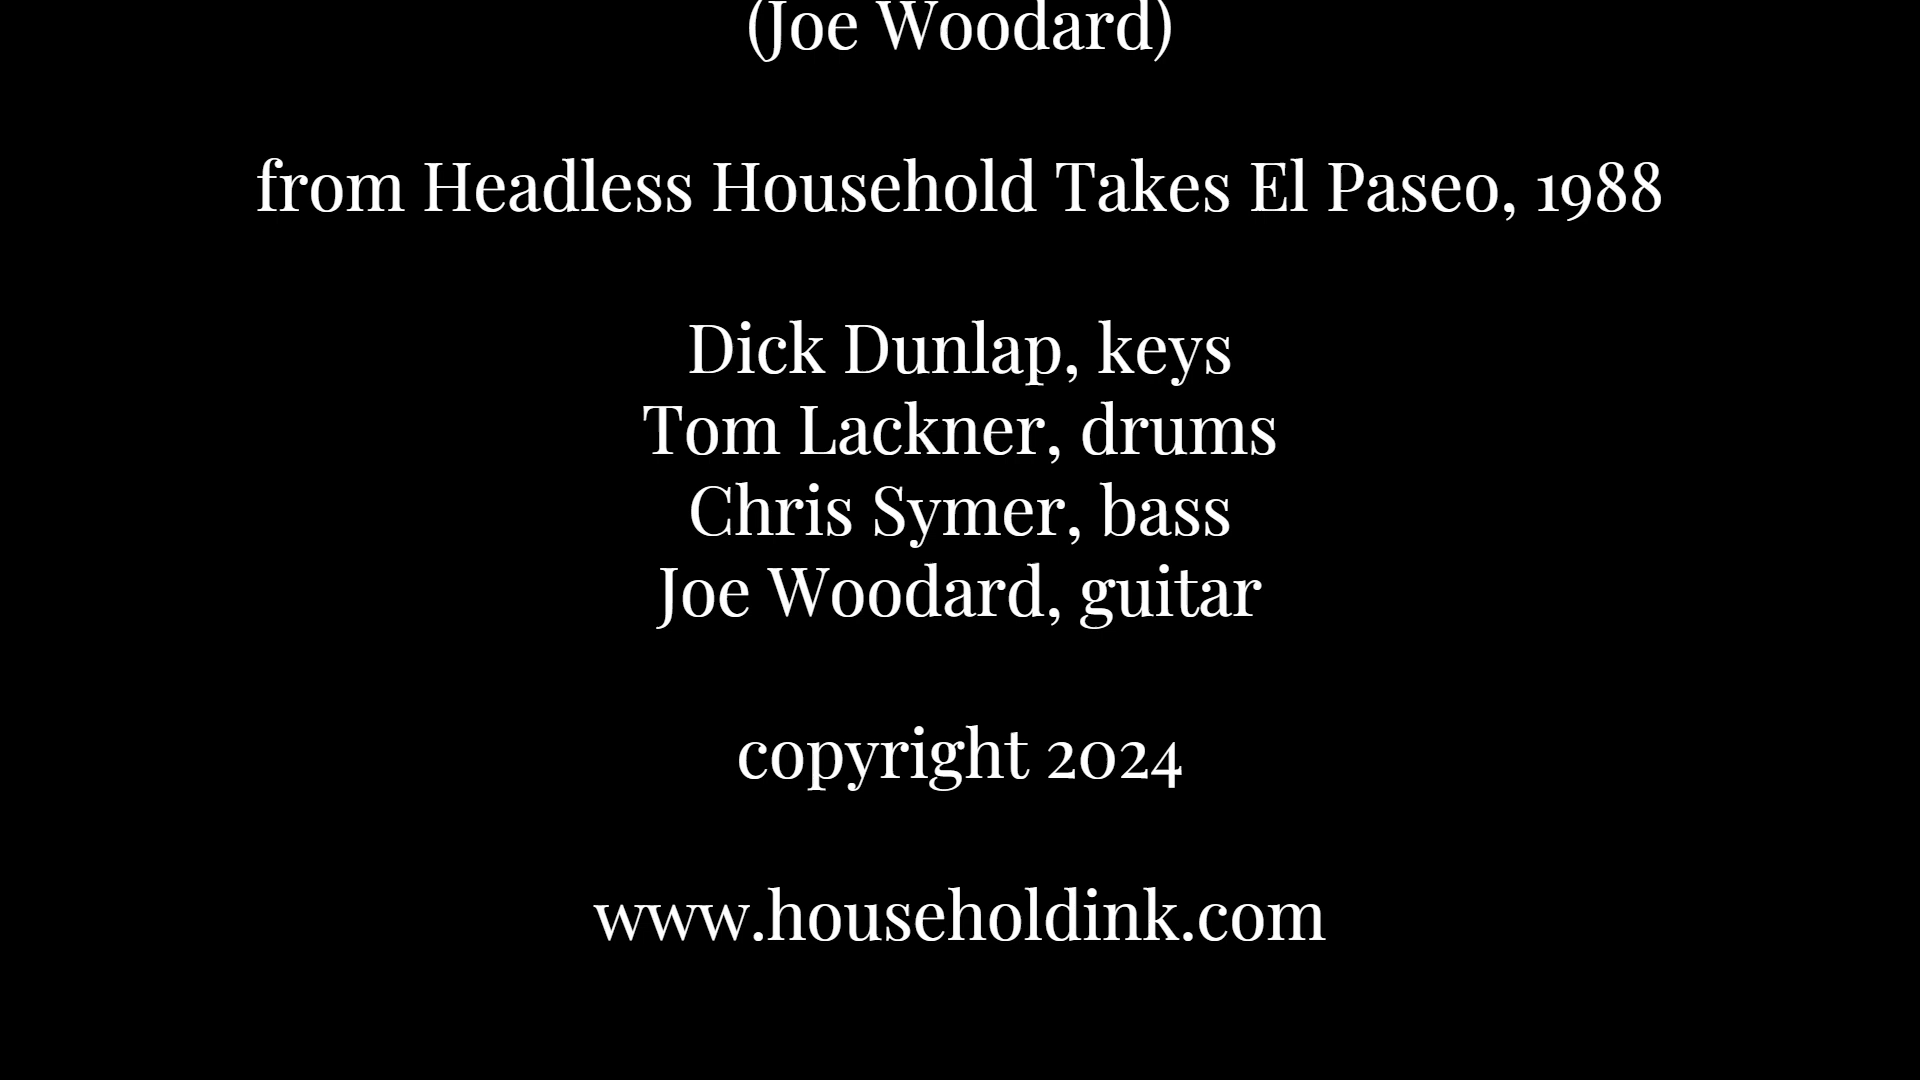 (Joe Woodard)
from Headless Household Takes El Paseo, 1988
Dick Dunlap, keys
Tom Lackner, drums
Chris Symer, bass
Joe Woodard, guitar
copyright 2024
www.householdink.com